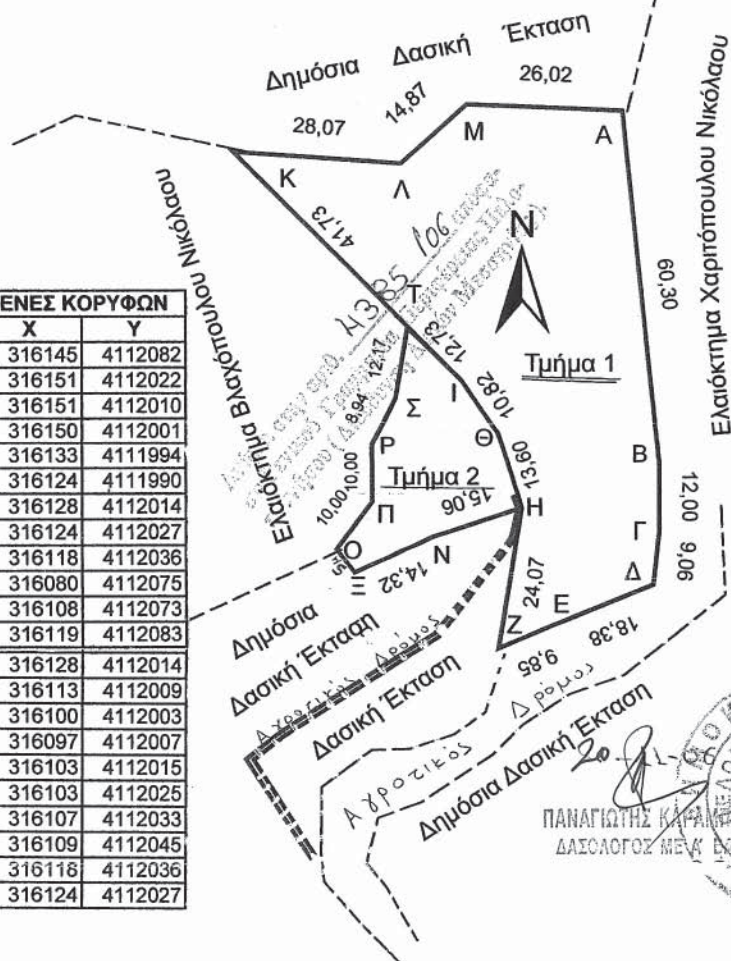 Δημόσια Δασική Έκταση
26,02
14,87
28,07
Μ
Α
Κ
Λ
41,73
Ελαιόκτημα Χαριτόπουλου Νικόλαου
Ελαιόκτημα Βλαχόπουλου Νικόλαου
N
60,30
Τ
12,73
Τμήμα 1
12,17
Ι
10,82
Σ
8,94
Θ
13,60
Ρ
Β
Τμήμα 2
10,00
15,06
12,00
Π
Η
10,00
Γ
9,06
Ο
Ν
Δ
Ξ
14,32
24,07
Ε
Ζ
18,38
9,85
Δημόσια
Δασική Έκταση
Αγροτικός Δρόμος
Δασική Έκταση
Αγροτικός Δρόμος
Δημόσια Δασική Έκταση
ΠΑΝΑΓΙΩΤΗΣ
ΔΑΣΟΛΟΓΟΣ ΜΕ Α'
ΕΝΕΣ ΚΟΡΥΦΩΝ
X Y
316145 4112082
316151 4112022
316151 4112010
316150 4112001
316133 4111994
316124 4111990
316128 4112014
316124 4112027
316118 4112036
316080 4112075
316108 4112073
316119 4112083
316128 4112014
316113 4112009
316100 4112003
316097 4112007
316103 4112015
316103 4112025
316107 4112033
316109 4112045
316118 4112036
316124 4112027